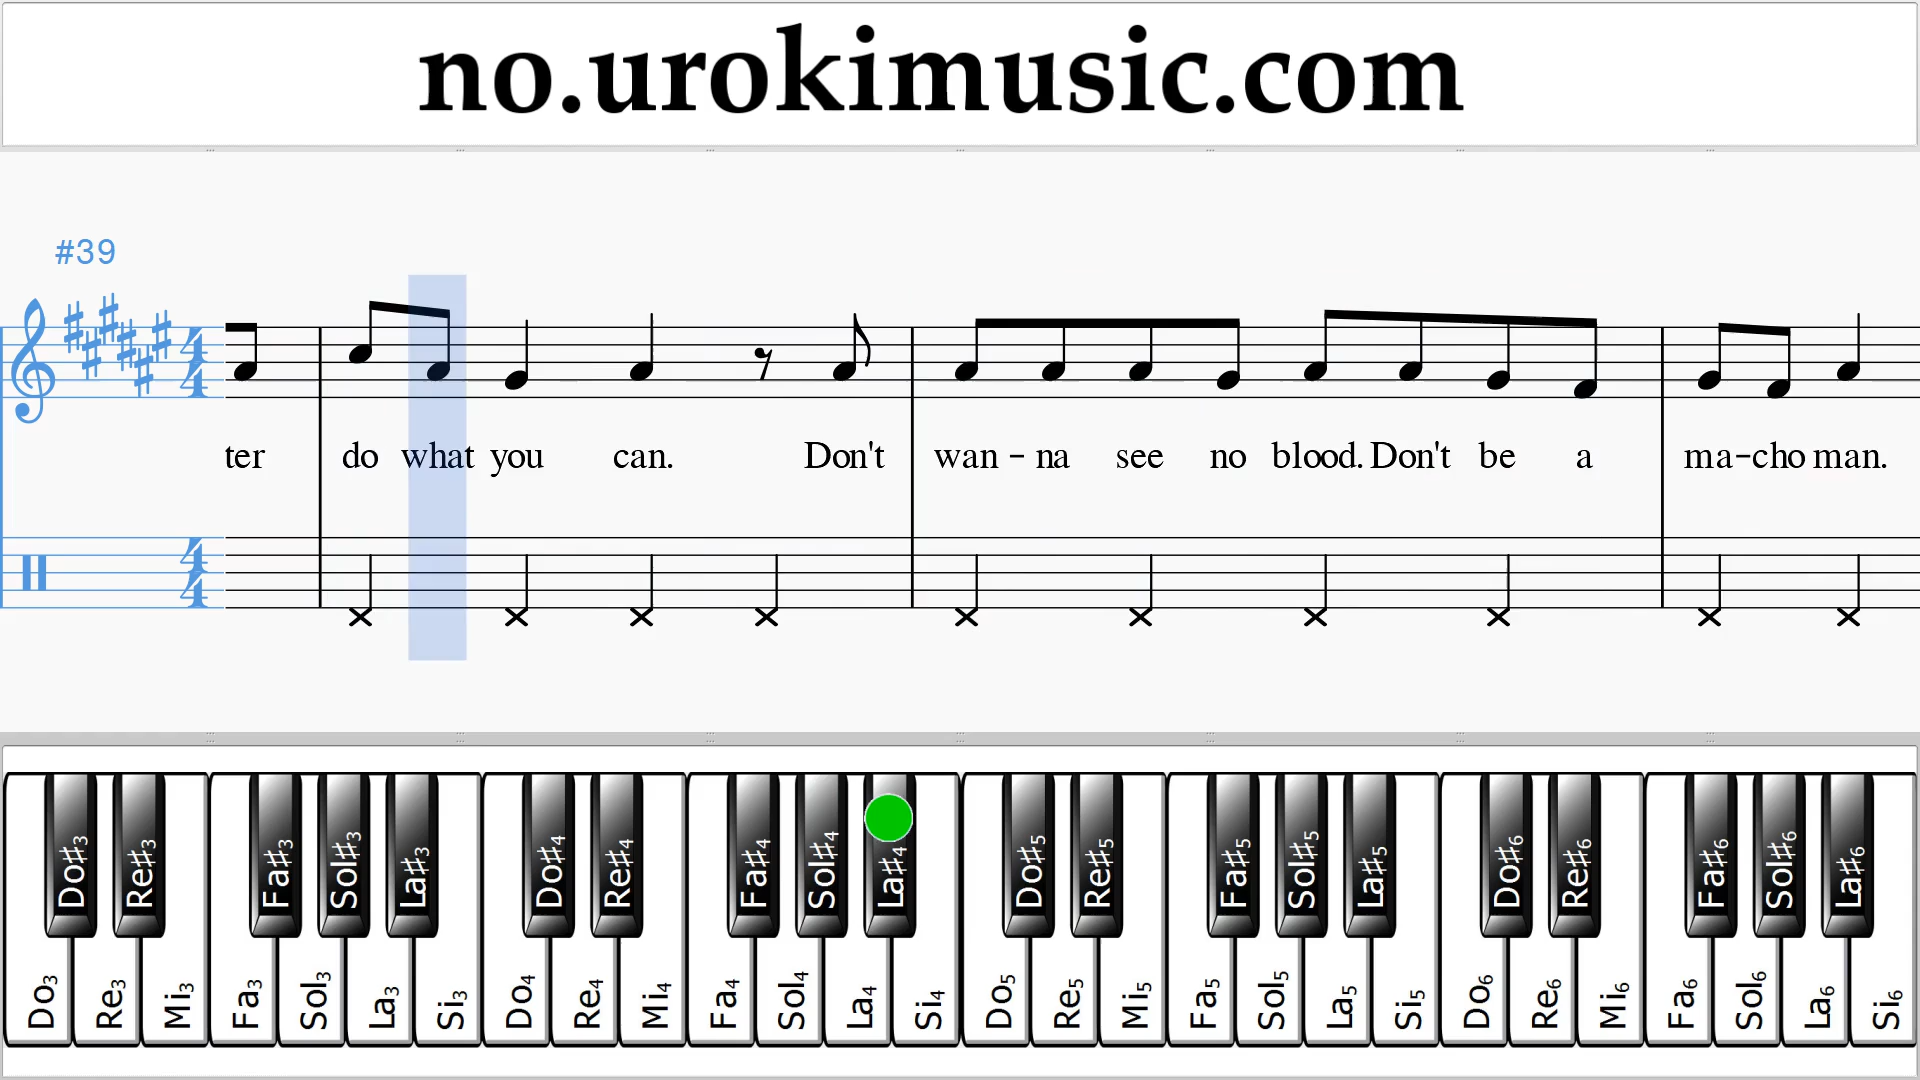 no.urokimusic.com
#39
4 4
ter do what you can. Don't wan - na see no blood. Don't be a ma-cho man.
4 4
Do#3 Re#3 Fa#3 Sol#3 La#3 Do#4 Re#4 Fa#4 Sol#4 La#4 Do#5 Re#5 Fa#5 Sol#5 La#5 Do#6 Re#6 Fa#6 Sol#6 La#6
Do3 Re3 Mi3 Fa3 Sol3 La3 Si3 Do4 Re4 Mi4 Fa4 Sol4 La4 Si4 Do5 Re5 Mi5 Fa5 Sol5 La5 Si5 Do6 Re6 Mi6 Fa6 Sol6 La6 Si6